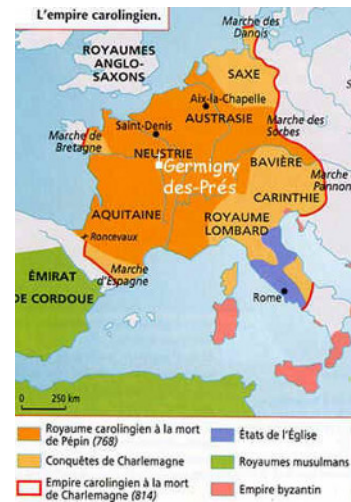 L'empire carolingien.
Marche des
Danois
ROYAUMES
ANGLO-
SAXONS
SAXE
Aix-la-Chapelle
AUSTRASIE
Marche des
Sorbes
Saint-Denis
Marche de
Bretagne
NEUSTRIE
Germigny
des-Prés
BAVIÈRE
Marche
Pannon
CARINTHIE
AQUITAINE
ROYAUME
LOMBARD
Roncevaux
Marche
d'Espagne
ÉMIRAT
DE CORDOUE
Rome
0 250 km
Royaume carolingien à la mort
de Pépin (768)
Conquêtes de Charlemagne
Empire carolingien à la mort
de Charlemagne (814)
États de l'Église
Royaumes musulmans
Empire byzantin